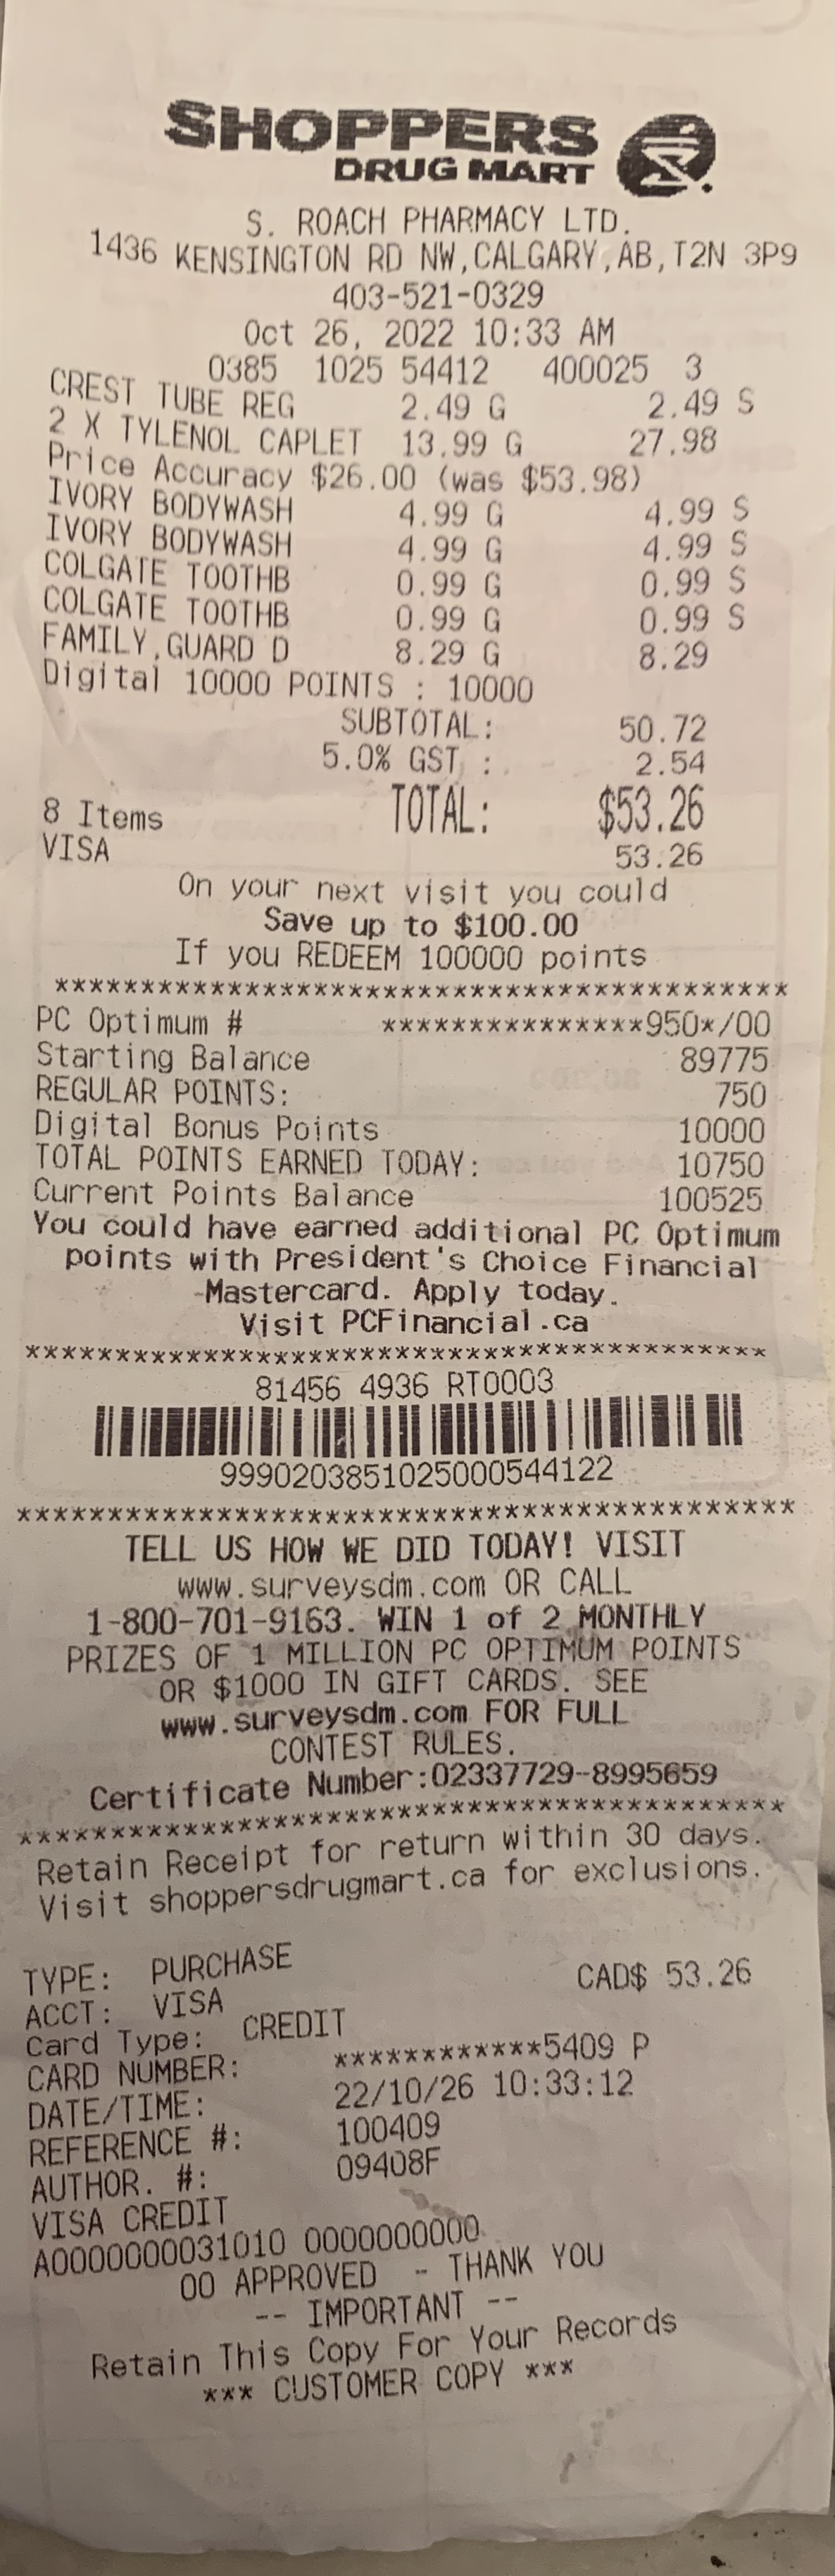 SHOPPERS
DRUG MART
S. ROACH PHARMACY LTD.
1436 KENSINGTON RD NW,CALGARY,AB,T2N 3P9
403-521-0329
Oct 26, 2022 10:33 AM
0385 1025 54412 400025 3
CREST TUBE REG 2.49 G 2.49 S
2 X TYLENOL CAPLET 13.99 G 27.98
Price Accuracy $26.00 (was $53.98)
IVORY BODYWASH 4.99 G 4.99 S
IVORY BODYWASH 4.99 G 4.99 S
COLGATE TOOTHB 0.99 G 0.99 S
COLGATE TOOTHB 0.99 G 0.99 S
FAMILY,GUARD D 8.29 G 8.29
Digital 10000 POINTS : 10000
SUBTOTAL: 50.72
5.0% GST : 2.54
8 Items TOTAL: $53.26
VISA 53.26
On your next visit you could
Save up to $100.00
If you REDEEM 100000 points
******************************************
PC Optimum # ***************950*/00
Starting Balance 89775
REGULAR POINTS: 750
Digital Bonus Points 10000
TOTAL POINTS EARNED TODAY: 10750
Current Points Balance 100525
You could have earned additional PC Optimum
points with President's Choice Financial
-Mastercard. Apply today.
Visit PCFinancial.ca
******************************************
81456 4936 RT0003
9990203851025000544122
******************************************
TELL US HOW WE DID TODAY! VISIT
www.surveysdm.com OR CALL
1-800-701-9163. WIN 1 of 2 MONTHLY
PRIZES OF 1 MILLION PC OPTIMUM POINTS
OR $1000 IN GIFT CARDS. SEE
www.surveysdm.com FOR FULL
CONTEST RULES.
Certificate Number:02337729-8995659
******************************************
Retain Receipt for return within 30 days.
Visit shoppersdrugmart.ca for exclusions.
TYPE: PURCHASE CAD$ 53.26
ACCT: VISA
Card Type: CREDIT
CARD NUMBER: ************5409 P
DATE/TIME: 22/10/26 10:33:12
REFERENCE #: 100409
AUTHOR. #: 09408F
VISA CREDIT
A0000000031010 0000000000
00 APPROVED - THANK YOU
-- IMPORTANT --
Retain This Copy For Your Records
*** CUSTOMER COPY ***